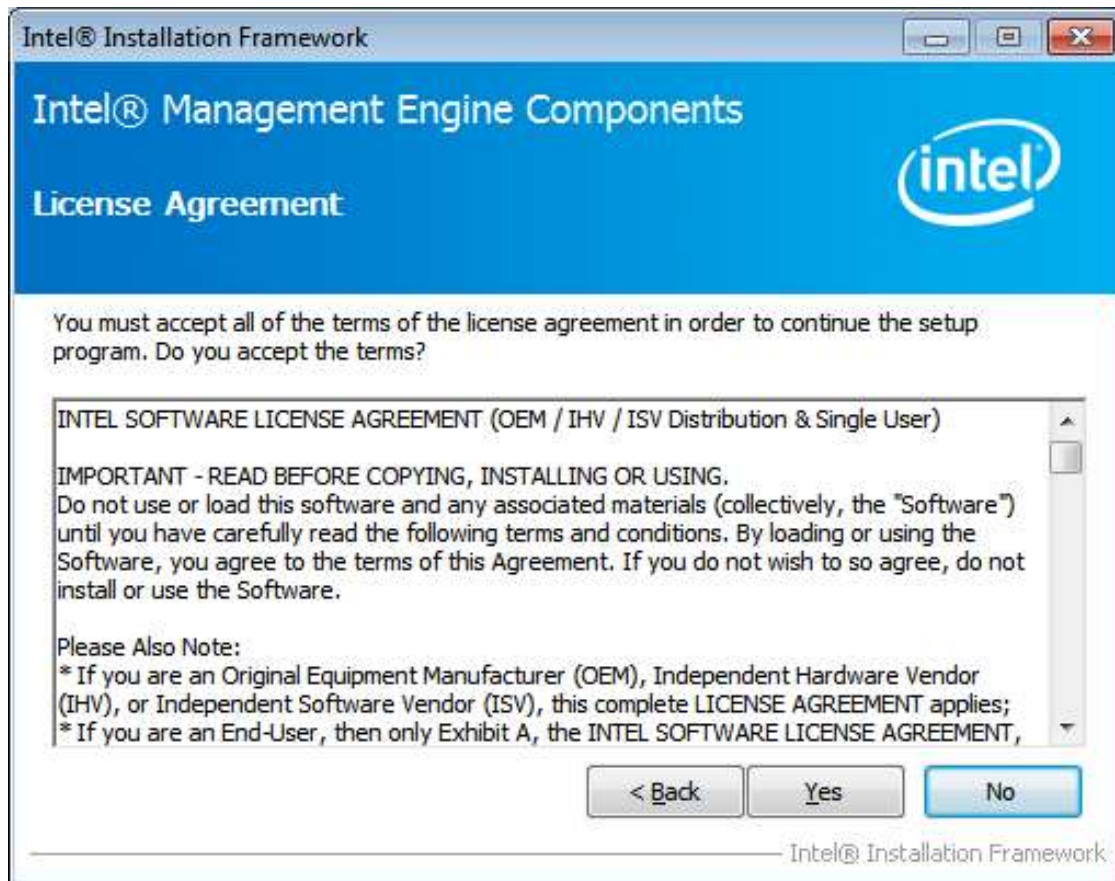 Intel® Installation Framework
Intel® Management Engine Components
intel
License Agreement
You must accept all of the terms of the license agreement in order to continue the setup
program. Do you accept the terms?
INTEL SOFTWARE LICENSE AGREEMENT (OEM / IHV / ISV Distribution & Single User)
IMPORTANT - READ BEFORE COPYING, INSTALLING OR USING.
Do not use or load this software and any associated materials (collectively, the "Software")
until you have carefully read the following terms and conditions. By loading or using the
Software, you agree to the terms of this Agreement. If you do not wish to so agree, do not
install or use the Software.
Please Also Note:
* If you are an Original Equipment Manufacturer (OEM), Independent Hardware Vendor
(IHV), or Independent Software Vendor (ISV), this complete LICENSE AGREEMENT applies;
* If you are an End-User, then only Exhibit A, the INTEL SOFTWARE LICENSE AGREEMENT,
< Back Yes No
Intel® Installation Framework